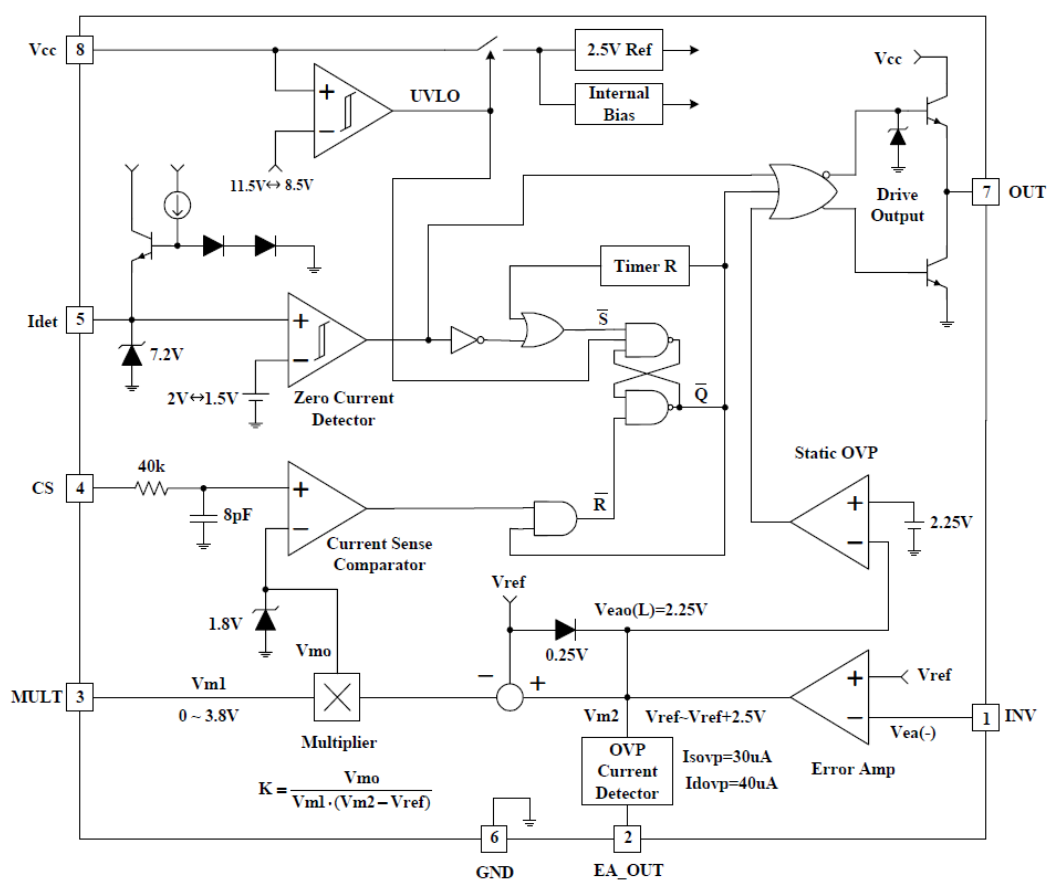 Vcc
8
2.5V Ref
Internal
Bias
UVLO
11.5V↔8.5V
Vcc
Drive
Output
7
OUT
Timer R
Idet
5
7.2V
2V↔1.5V
Zero Current
Detector
S̅
Q̅
R̅
CS
4
40k
8pF
Current Sense
Comparator
Static OVP
2.25V
1.8V
Vmo
Vref
Veao(L)=2.25V
0.25V
MULT
3
Vm1
0 ~ 3.8V
Multiplier
Vm2
Vref~Vref+2.5V
Vref
Vea(-)
1
INV
Error Amp
OVP
Current
Detector
Isovp=30uA
Idovp=40uA
K = Vmo / Vm1·(Vm2−Vref)
6
GND
2
EA_OUT